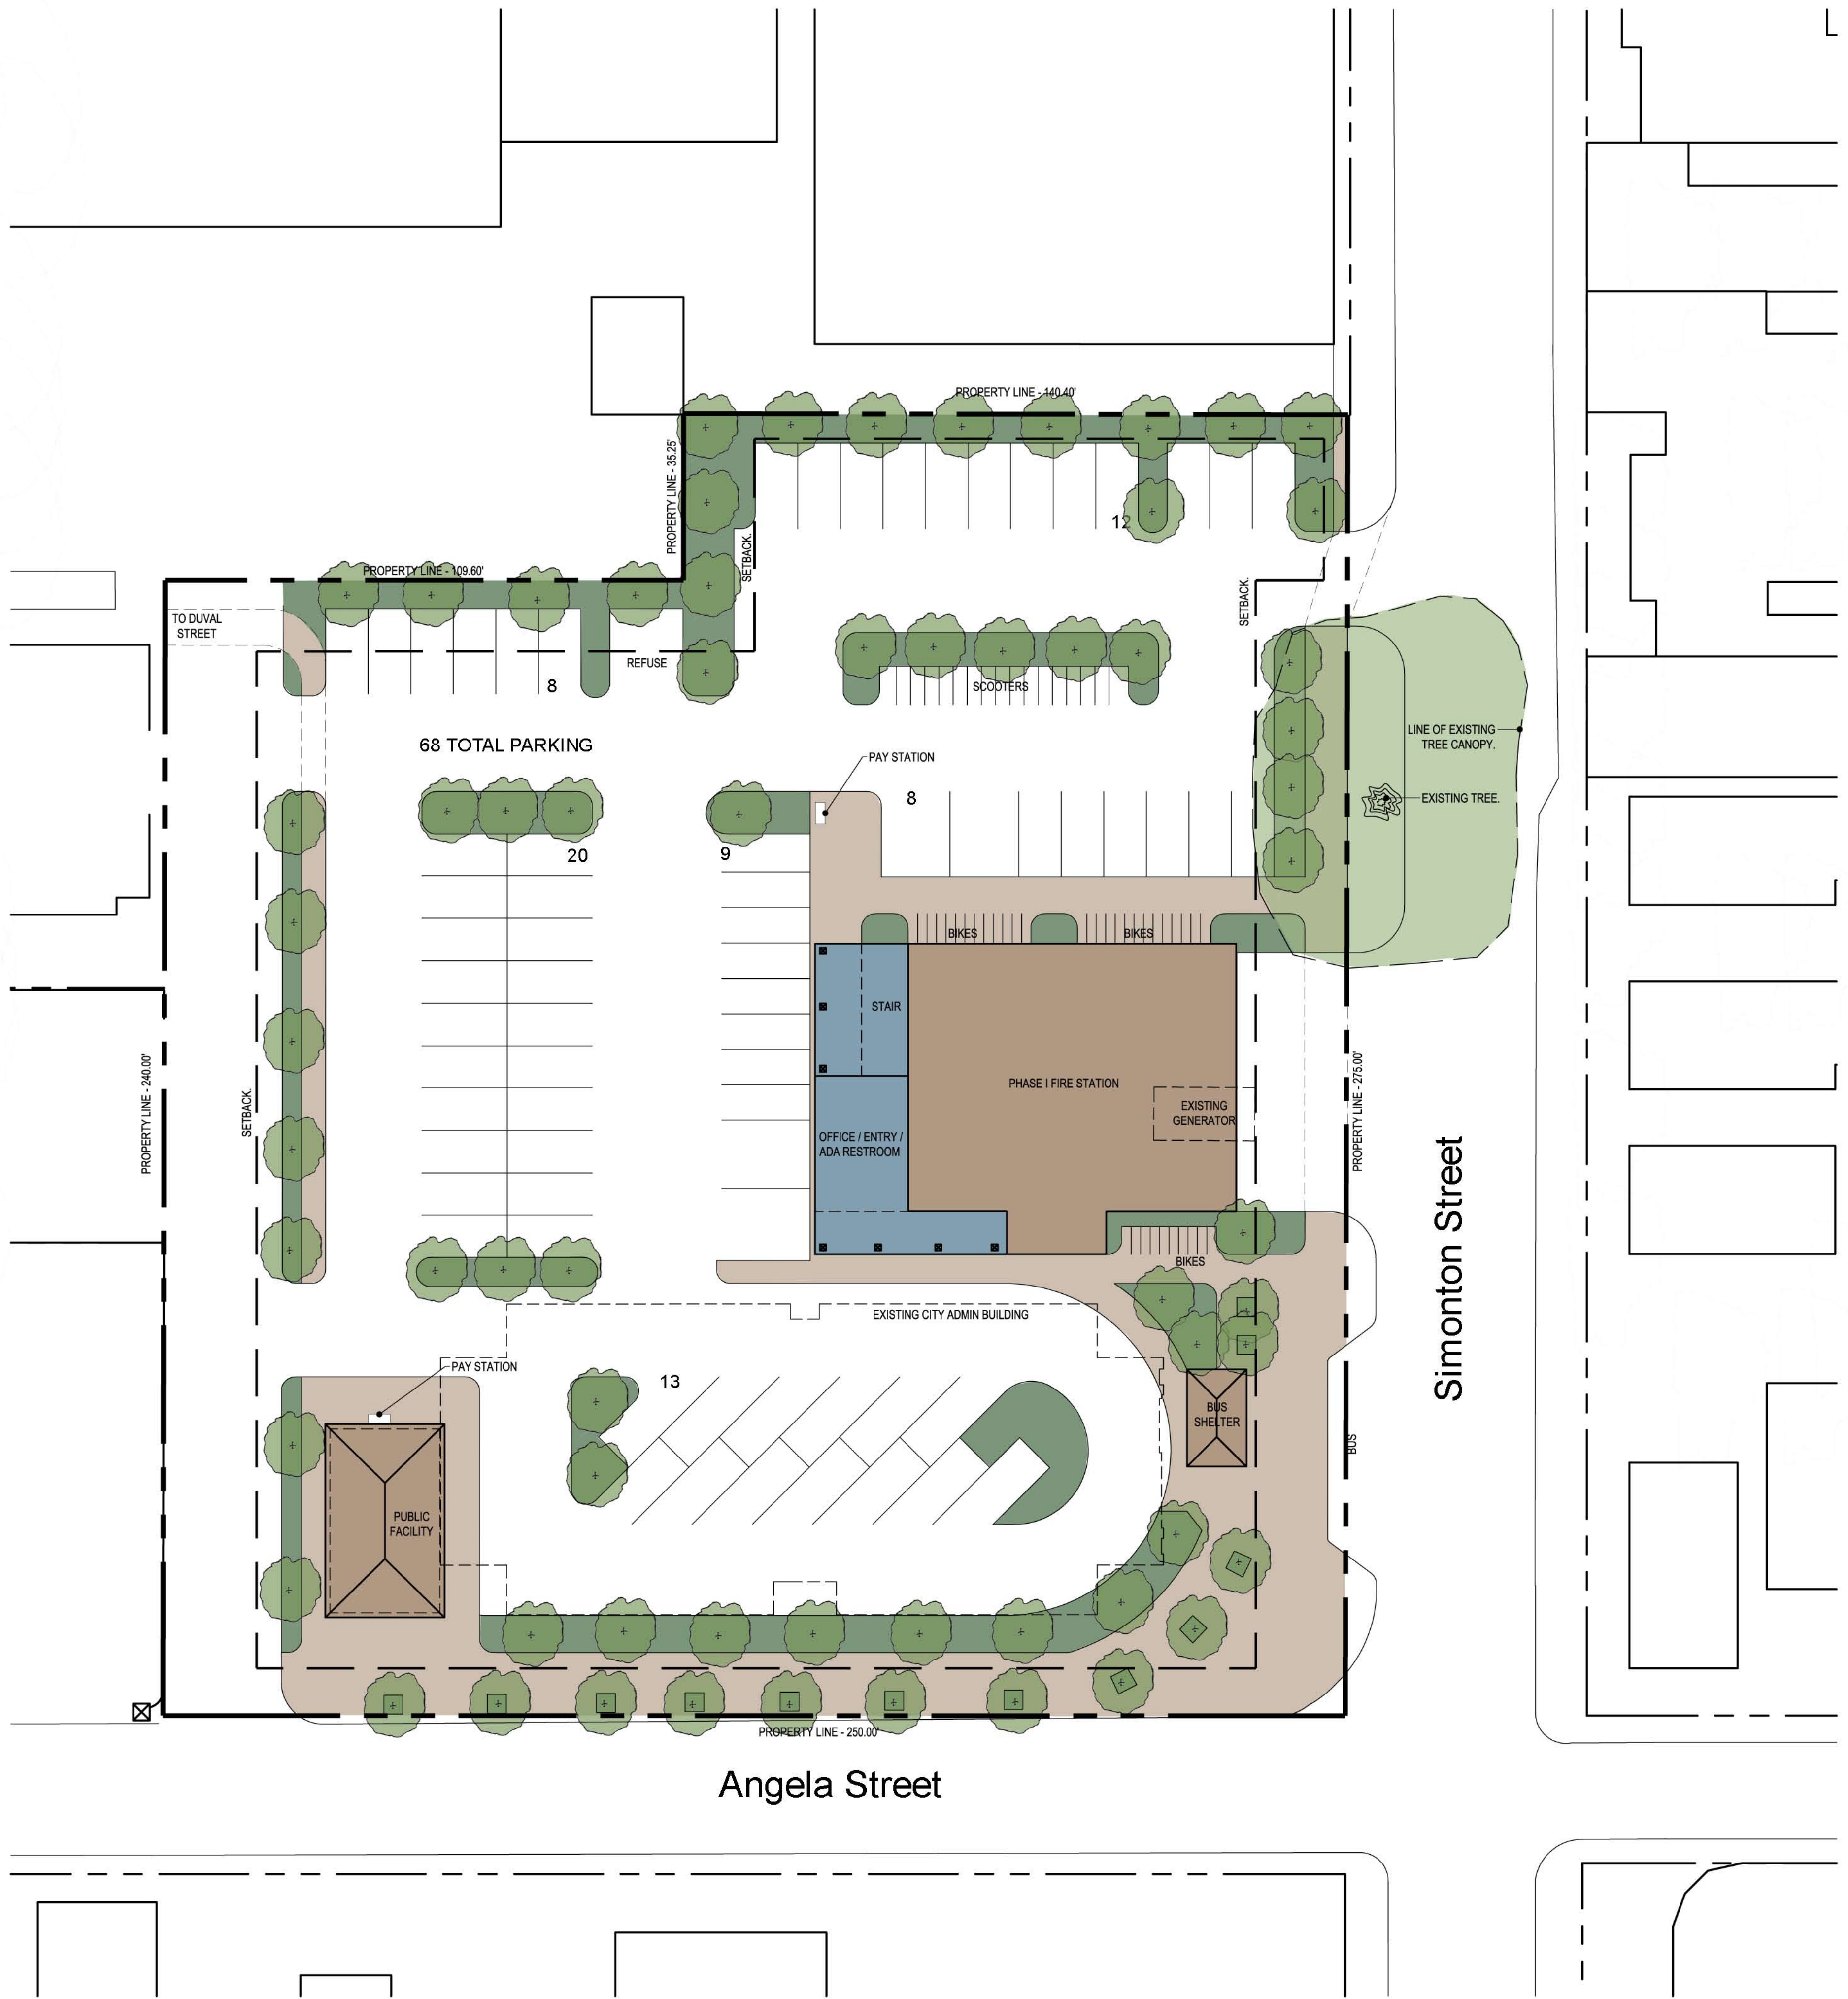 PROPERTY LINE - 140.40'
PROPERTY LINE - 35.25'
12
SETBACK.
PROPERTY LINE - 109.60'
SETBACK.
TO DUVAL
STREET
REFUSE
8
SCOOTERS
LINE OF EXISTING
TREE CANOPY.
68 TOTAL PARKING
PAY STATION
8
EXISTING TREE.
20
9
BIKES
BIKES
STAIR
PHASE I FIRE STATION
EXISTING
GENERATOR
PROPERTY LINE - 240.00'
SETBACK.
PROPERTY LINE - 275.00'
OFFICE / ENTRY /
ADA RESTROOM
Simonton Street
BIKES
EXISTING CITY ADMIN BUILDING
PAY STATION
13
BUS
SHELTER
BUS
PUBLIC
FACILITY
PROPERTY LINE - 250.00'
Angela Street